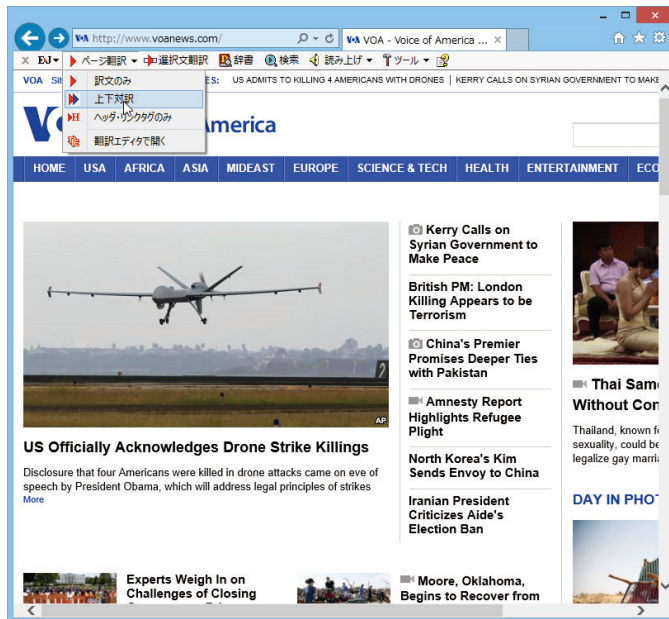 http://www.voanews.com/
VOA - Voice of America ...
EJ ページ翻訳 選択文翻訳 辞書 検索 読み上げ ツール
VOA Sit
ES: US ADMITS TO KILLING 4 AMERICANS WITH DRONES | KERRY CALLS ON SYRIAN GOVERNMENT TO MAKE
訳文のみ
上下対訳
ヘッダ・リンクタグのみ
翻訳エディタで開く
merica
HOME USA AFRICA ASIA MIDEAST EUROPE SCIENCE & TECH HEALTH ENTERTAINMENT ECO
AP
US Officially Acknowledges Drone Strike Killings
Disclosure that four Americans were killed in drone attacks came on eve of
speech by President Obama, which will address legal principles of strikes
More
Kerry Calls on
Syrian Government to
Make Peace
British PM: London
Killing Appears to be
Terrorism
China's Premier
Promises Deeper Ties
with Pakistan
Amnesty Report
Highlights Refugee
Plight
North Korea's Kim
Sends Envoy to China
Iranian President
Criticizes Aide's
Election Ban
Thai Same
Without Con
Thailand, known f
sexuality, could be
legalize gay marria
DAY IN PHOT
Experts Weigh In on
Challenges of Closing
Moore, Oklahoma,
Begins to Recover from